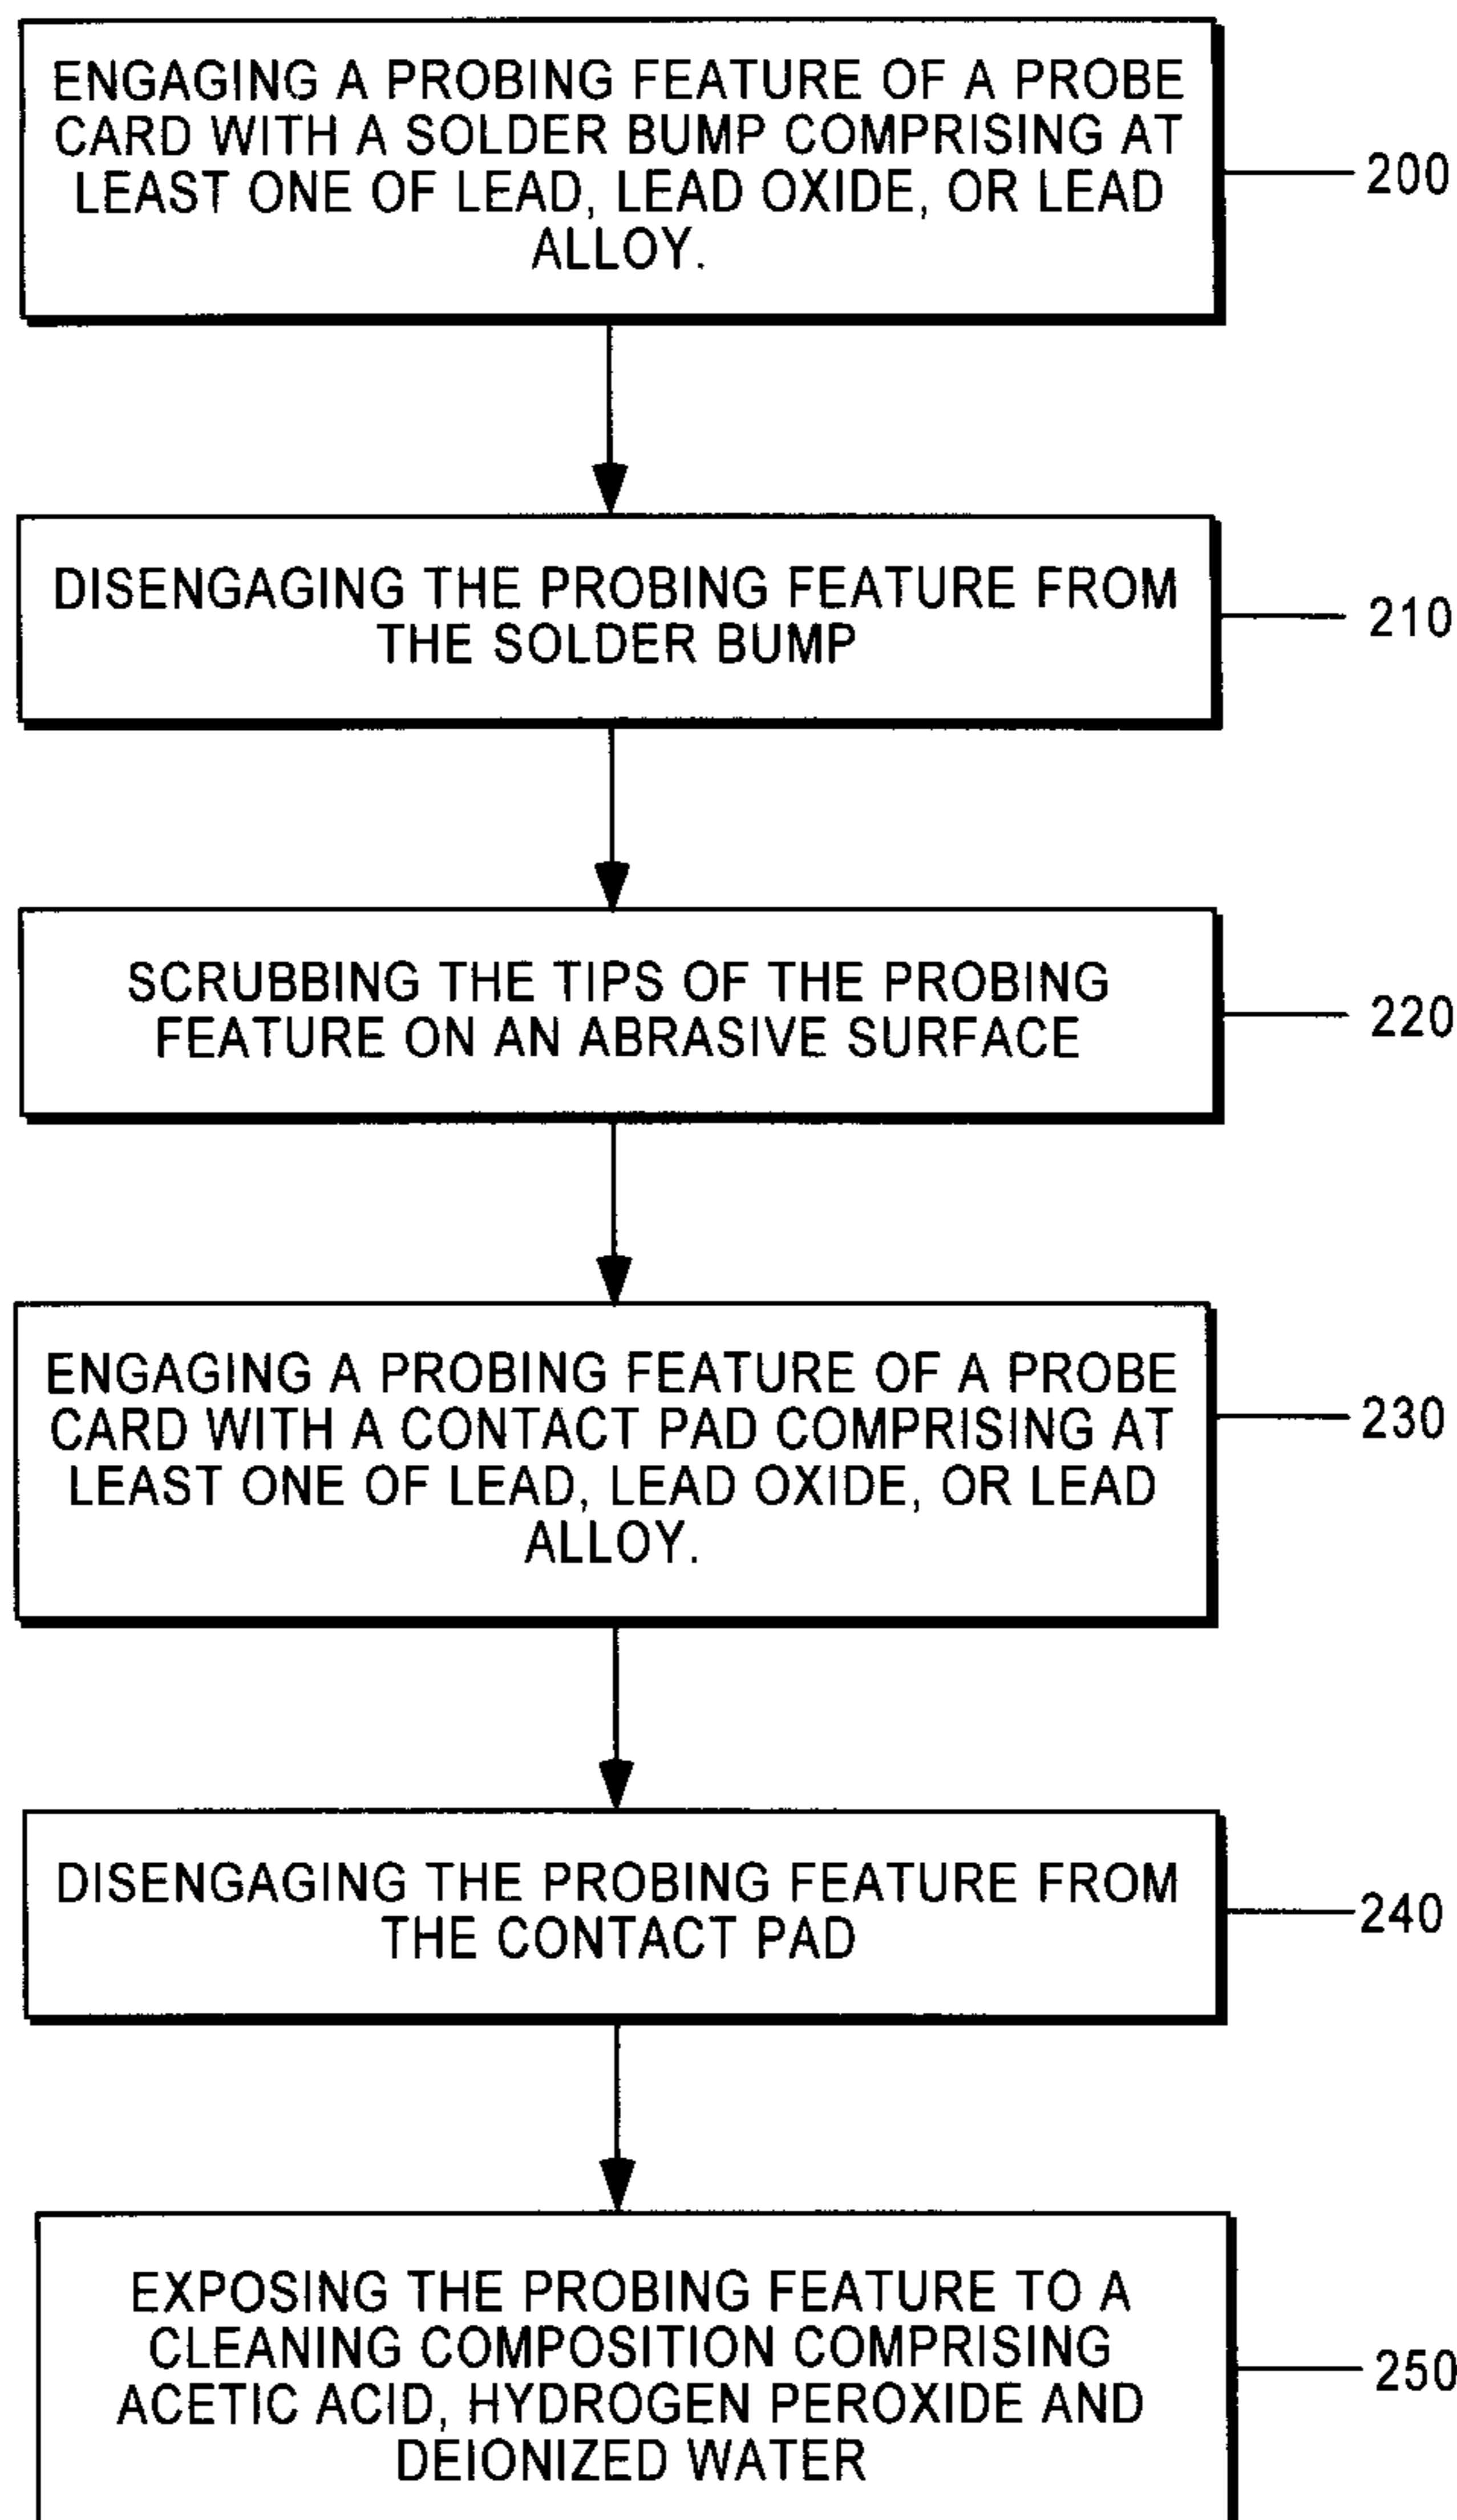 ENGAGING A PROBING FEATURE OF A PROBE
CARD WITH A SOLDER BUMP COMPRISING AT
LEAST ONE OF LEAD, LEAD OXIDE, OR LEAD
ALLOY.
200
DISENGAGING THE PROBING FEATURE FROM
THE SOLDER BUMP
210
SCRUBBING THE TIPS OF THE PROBING
FEATURE ON AN ABRASIVE SURFACE
220
ENGAGING A PROBING FEATURE OF A PROBE
CARD WITH A CONTACT PAD COMPRISING AT
LEAST ONE OF LEAD, LEAD OXIDE, OR LEAD
ALLOY.
230
DISENGAGING THE PROBING FEATURE FROM
THE CONTACT PAD
240
EXPOSING THE PROBING FEATURE TO A
CLEANING COMPOSITION COMPRISING
ACETIC ACID, HYDROGEN PEROXIDE AND
DEIONIZED WATER
250